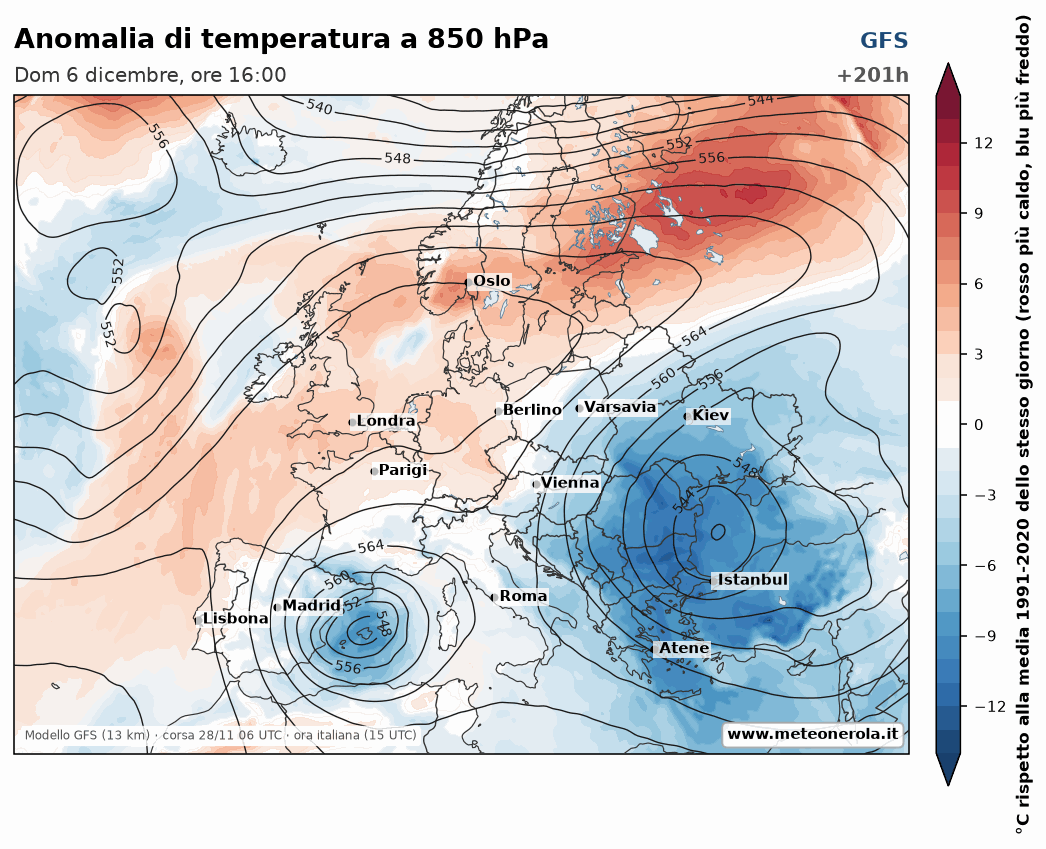 Anomalia di temperatura a 850 hPa
GFS
Dom 6 dicembre, ore 16:00
+201h
540
544
556
552
548
556
552
Oslo
552
564
560
556
Berlino
Varsavia
Kiev
Londra
Parigi
Vienna
548
544
564
560
Istanbul
Roma
Madrid
52
548
Lisbona
Atene
556
Modello GFS (13 km) · corsa 28/11 06 UTC · ora italiana (15 UTC)
www.meteonerola.it
12
9
6
3
0
−3
−6
−9
−12
°C rispetto alla media 1991-2020 dello stesso giorno (rosso più caldo, blu più freddo)